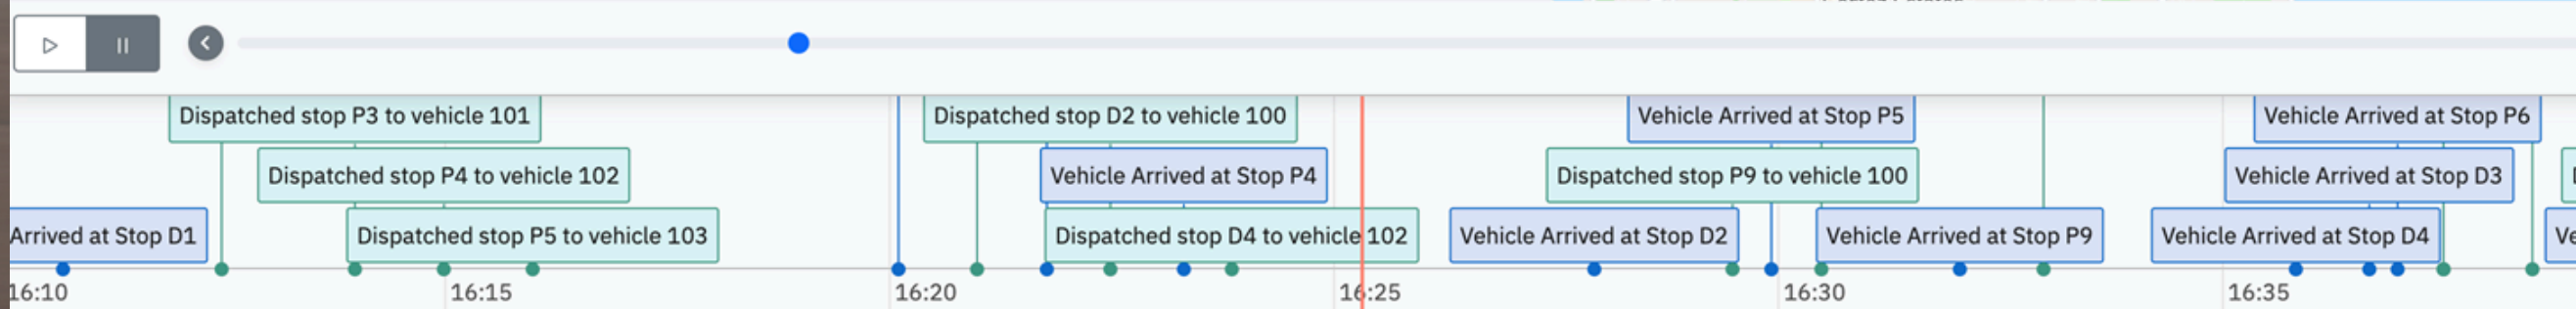 Dispatched stop P3 to vehicle 101
Dispatched stop D2 to vehicle 100
Vehicle Arrived at Stop P5
Vehicle Arrived at Stop P6
Dispatched stop P4 to vehicle 102
Vehicle Arrived at Stop P4
Dispatched stop P9 to vehicle 100
Vehicle Arrived at Stop D3
Arrived at Stop D1
Dispatched stop P5 to vehicle 103
Dispatched stop D4 to vehicle 102
Vehicle Arrived at Stop D2
Vehicle Arrived at Stop P9
Vehicle Arrived at Stop D4
Ve
16:10
16:15
16:20
16:25
16:30
16:35